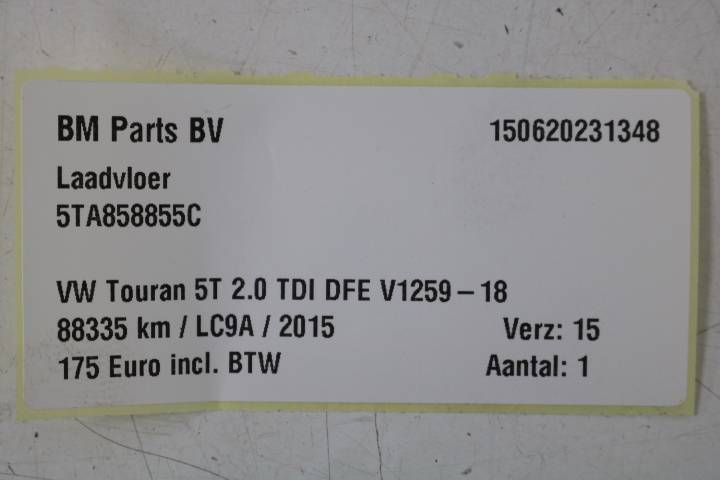 BM Parts BV 150620231348
Laadvloer
5TA858855C
VW Touran 5T 2.0 TDI DFE V1259 – 18
88335 km / LC9A / 2015 Verz: 15
175 Euro incl. BTW Aantal: 1